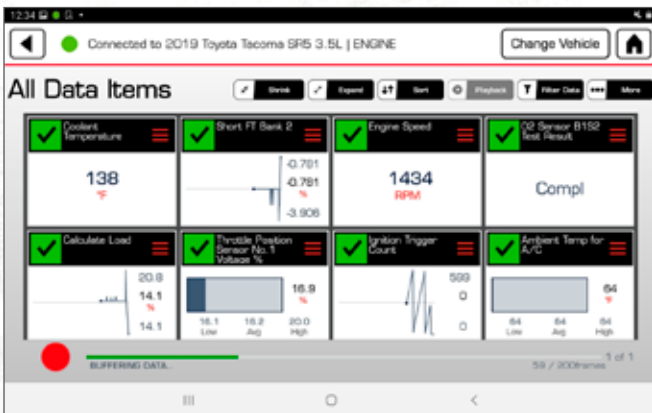 12:34
Connected to 2019 Toyota Tacoma SR5 3.5L | ENGINE
Change Vehicle
All Data Items
Shrink
Expand
Sort
Playback
Filter Data
More
Coolant
Temperature
138
°F
Short FT Bank 2
-0.781
-0.781
%
-3.906
Engine Speed
1434
RPM
O2 Sensor B1S2
Test Result
Compl
Calculate Load
20.8
14.1
%
14.1
Throttle Position
Sensor No. 1
Voltage %
16.9
%
16.1 16.2 20.0
Low Avg High
Ignition Trigger
Count
599
0
0
Ambient Temp for
A/C
64
°F
64 64 64
Low Avg High
BUFFERING DATA...
1 of 1
59 / 200frames